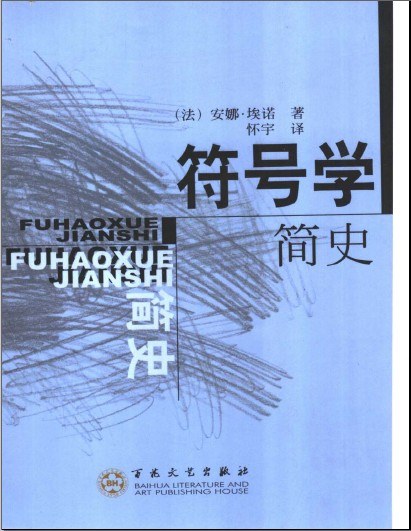 （法）安娜·埃诺 著
怀宇 译
符号学
简史
FUHAOXUE
JIANSHI
FUHAOXUE
JIANSHI
简史
BH
百花文艺出版社
BAIHUA LITERATURE AND
ART PUBLISHING HOUSE